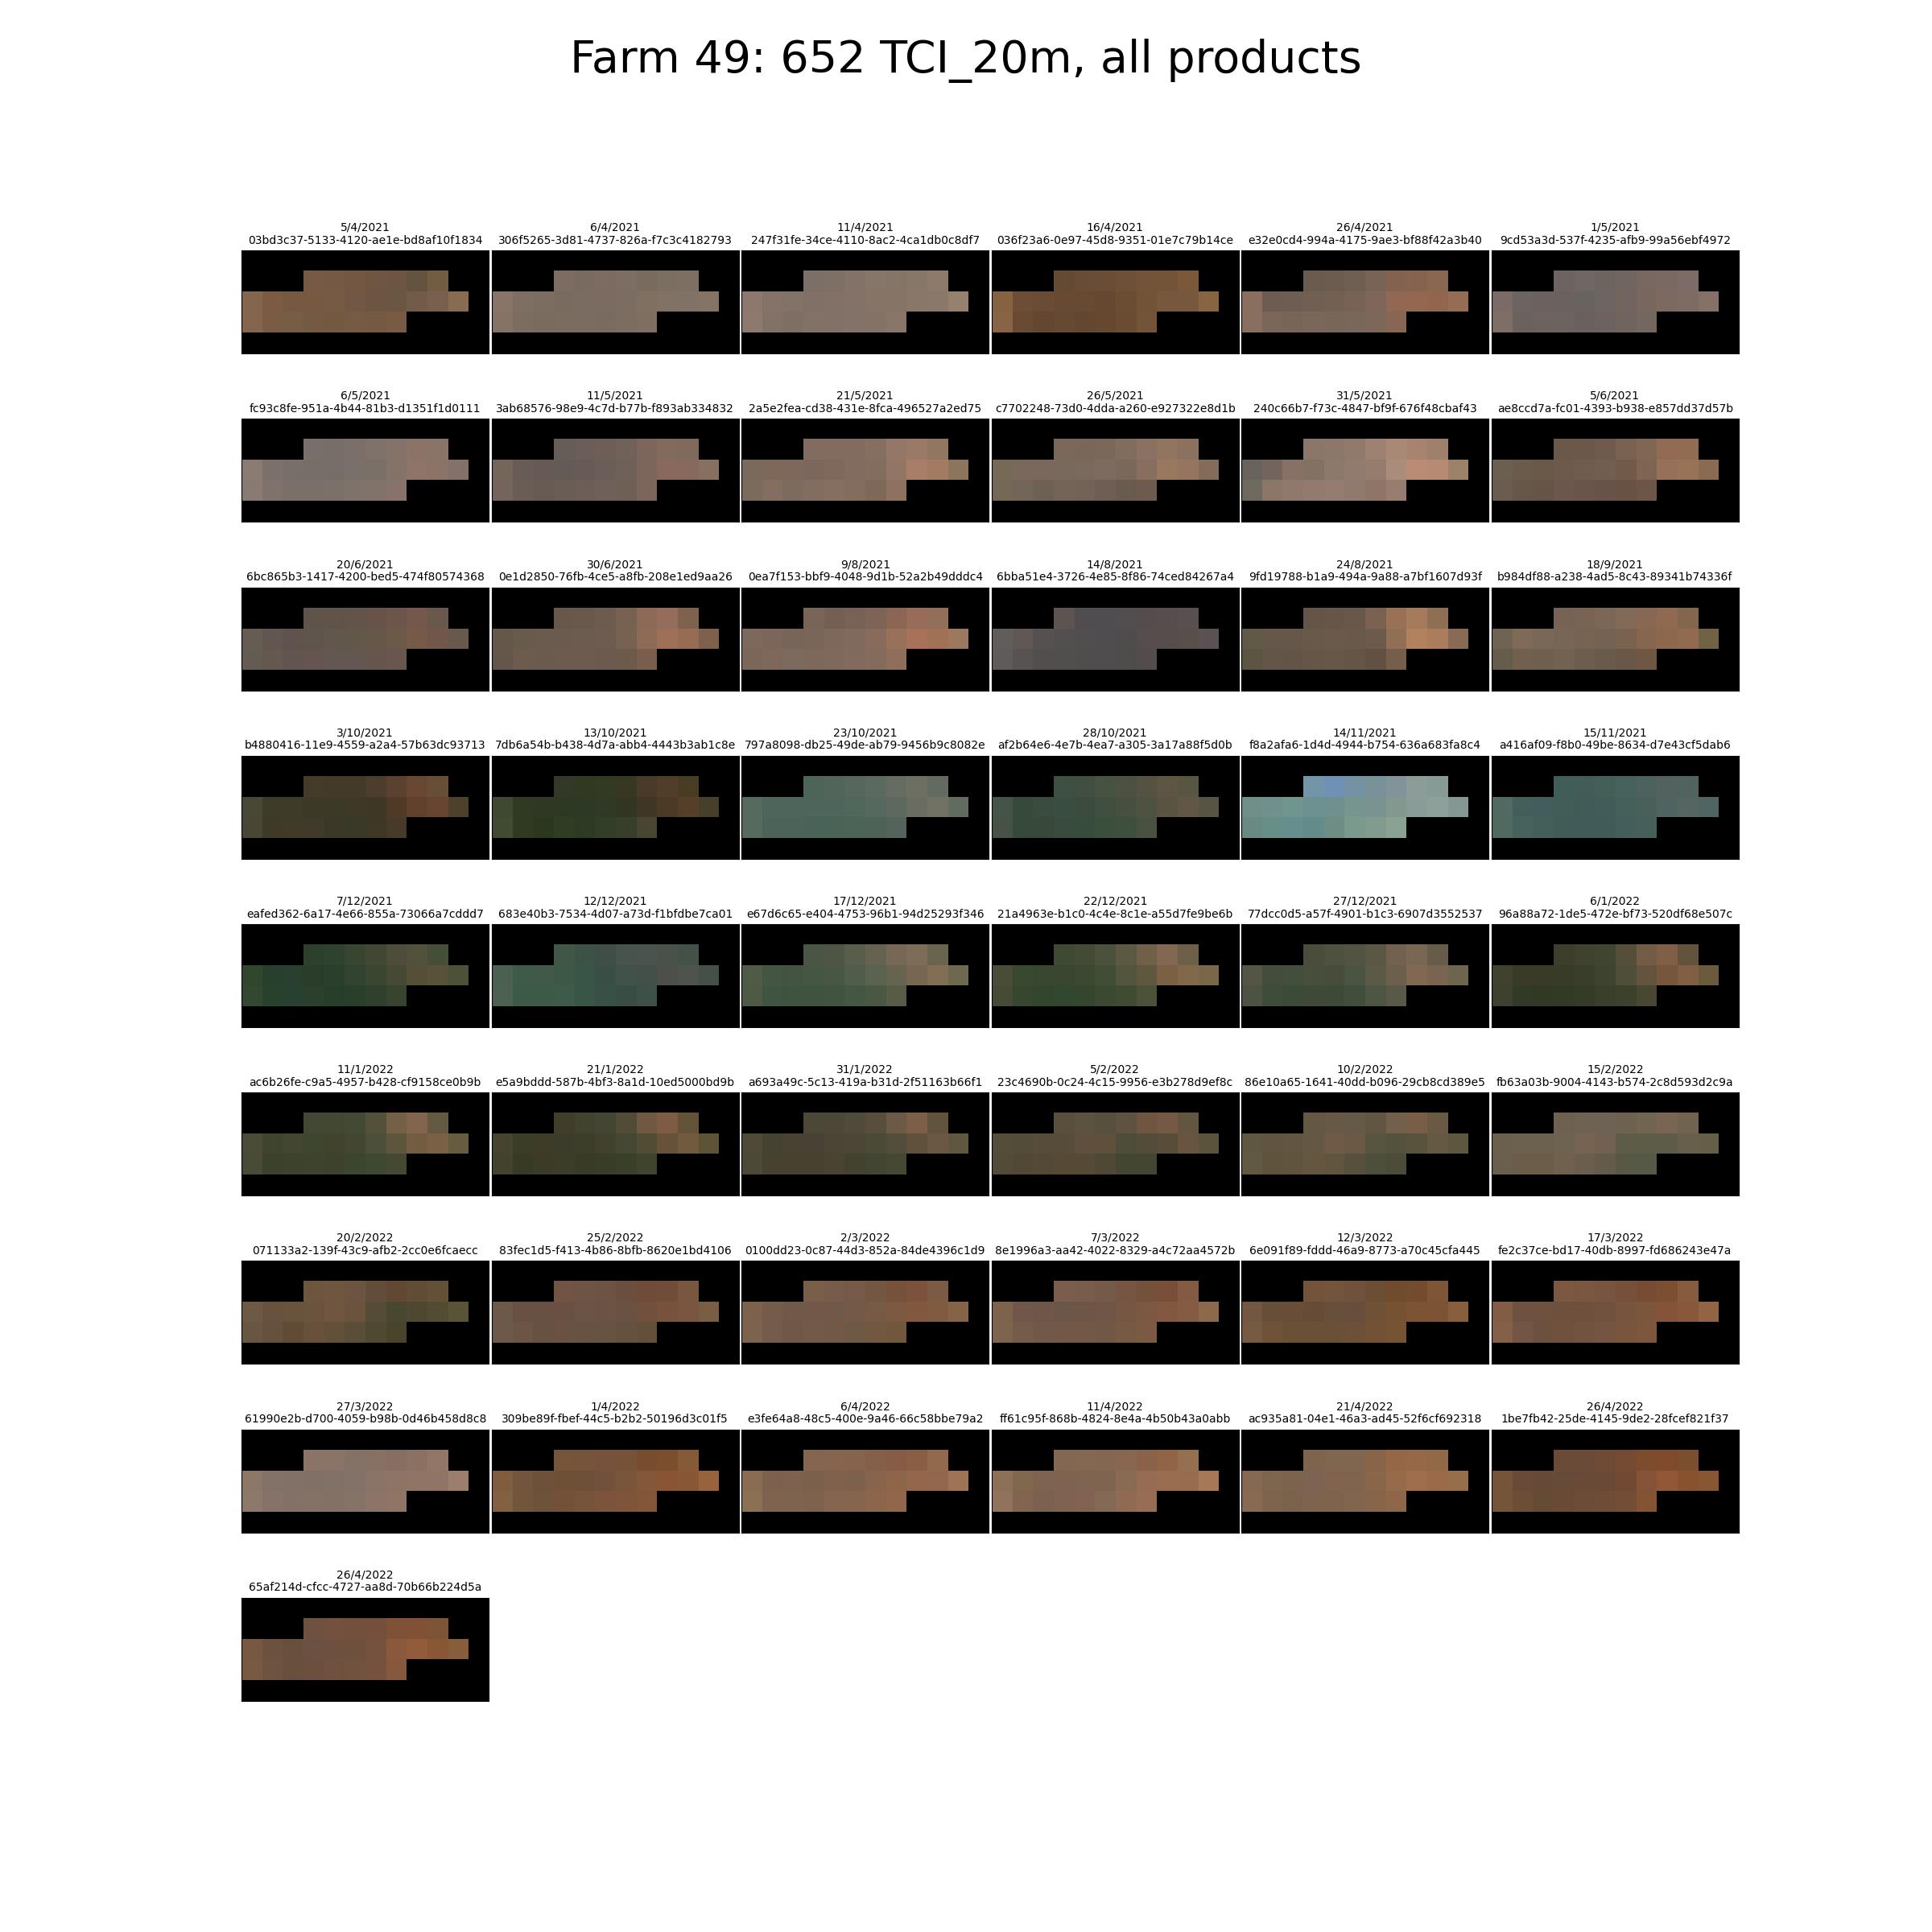 Farm 49: 652 TCI_20m, all products
5/4/2021
03bd3c37-5133-4120-ae1e-bd8af10f1834
6/4/2021
306f5265-3d81-4737-826a-f7c3c4182793
11/4/2021
247f31fe-34ce-4110-8ac2-4ca1db0c8df7
16/4/2021
036f23a6-0e97-45d8-9351-01e7c79b14ce
26/4/2021
e32e0cd4-994a-4175-9ae3-bf88f42a3b40
1/5/2021
9cd53a3d-537f-4235-afb9-99a56ebf4972
6/5/2021
fc93c8fe-951a-4b44-81b3-d1351f1d0111
11/5/2021
3ab68576-98e9-4c7d-b77b-f893ab334832
21/5/2021
2a5e2fea-cd38-431e-8fca-496527a2ed75
26/5/2021
c7702248-73d0-4dda-a260-e927322e8d1b
31/5/2021
240c66b7-f73c-4847-bf9f-676f48cbaf43
5/6/2021
ae8ccd7a-fc01-4393-b938-e857dd37d57b
20/6/2021
6bc865b3-1417-4200-bed5-474f80574368
30/6/2021
0e1d2850-76fb-4ce5-a8fb-208e1ed9aa26
9/8/2021
0ea7f153-bbf9-4048-9d1b-52a2b49dddc4
14/8/2021
6bba51e4-3726-4e85-8f86-74ced84267a4
24/8/2021
9fd19788-b1a9-494a-9a88-a7bf1607d93f
18/9/2021
b984df88-a238-4ad5-8c43-89341b74336f
3/10/2021
b4880416-11e9-4559-a2a4-57b63dc93713
13/10/2021
7db6a54b-b438-4d7a-abb4-4443b3ab1c8e
23/10/2021
797a8098-db25-49de-ab79-9456b9c8082e
28/10/2021
af2b64e6-4e7b-4ea7-a305-3a17a88f5d0b
14/11/2021
f8a2afa6-1d4d-4944-b754-636a683fa8c4
15/11/2021
a416af09-f8b0-49be-8634-d7e43cf5dab6
7/12/2021
eafed362-6a17-4e66-855a-73066a7cddd7
12/12/2021
683e40b3-7534-4d07-a73d-f1bfdbe7ca01
17/12/2021
e67d6c65-e404-4753-96b1-94d25293f346
22/12/2021
21a4963e-b1c0-4c4e-8c1e-a55d7fe9be6b
27/12/2021
77dcc0d5-a57f-4901-b1c3-6907d3552537
6/1/2022
96a88a72-1de5-472e-bf73-520df68e507c
11/1/2022
ac6b26fe-c9a5-4957-b428-cf9158ce0b9b
21/1/2022
e5a9bddd-587b-4bf3-8a1d-10ed5000bd9b
31/1/2022
a693a49c-5c13-419a-b31d-2f51163b66f1
5/2/2022
23c4690b-0c24-4c15-9956-e3b278d9ef8c
10/2/2022
86e10a65-1641-40dd-b096-29cb8cd389e5
15/2/2022
fb63a03b-9004-4143-b574-2c8d593d2c9a
20/2/2022
071133a2-139f-43c9-afb2-2cc0e6fcaecc
25/2/2022
83fec1d5-f413-4b86-8bfb-8620e1bd4106
2/3/2022
0100dd23-0c87-44d3-852a-84de4396c1d9
7/3/2022
8e1996a3-aa42-4022-8329-a4c72aa4572b
12/3/2022
6e091f89-fddd-46a9-8773-a70c45cfa445
17/3/2022
fe2c37ce-bd17-40db-8997-fd686243e47a
27/3/2022
61990e2b-d700-4059-b98b-0d46b458d8c8
1/4/2022
309be89f-fbef-44c5-b2b2-50196d3c01f5
6/4/2022
e3fe64a8-48c5-400e-9a46-66c58bbe79a2
11/4/2022
ff61c95f-868b-4824-8e4a-4b50b43a0abb
21/4/2022
ac935a81-04e1-46a3-ad45-52f6cf692318
26/4/2022
1be7fb42-25de-4145-9de2-28fcef821f37
26/4/2022
65af214d-cfcc-4727-aa8d-70b66b224d5a